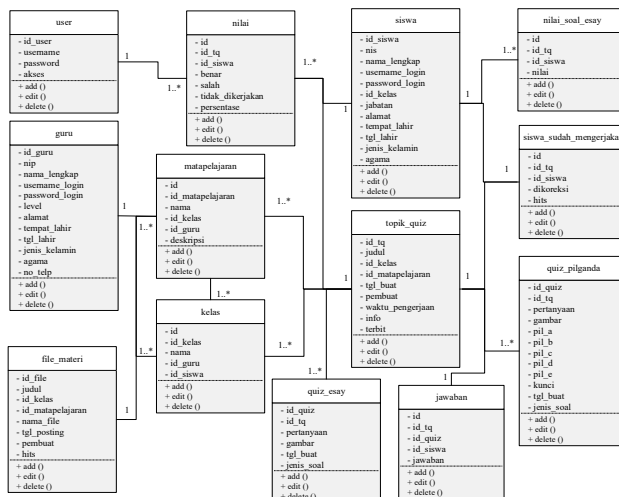 user
- id_user
- username
- password
- akses
+ add ()
+ edit ()
+ delete ()
1
1..*
nilai
- id
- id_tq
- id_siswa
- benar
- salah
- tidak_dikerjakan
- persentase
+ add ()
+ edit ()
+ delete ()
1..*
1
siswa
- id_siswa
- nis
- nama_lengkap
- username_login
- password_login
- id_kelas
- jabatan
- alamat
- tempat_lahir
- tgl_lahir
- jenis_kelamin
- agama
+ add ()
+ edit ()
+ delete ()
1
1..*
1
nilai_soal_esay
- id
- id_tq
- id_siswa
- nilai
+ add ()
+ edit ()
+ delete ()
guru
- id_guru
- nip
- nama_lengkap
- username_login
- password_login
- level
- alamat
- tempat_lahir
- tgl_lahir
- jenis_kelamin
- agama
- no_telp
+ add ()
+ edit ()
+ delete ()
1
1..*
1..*
matapelajaran
- id
- id_matapelajaran
- nama
- id_kelas
- id_guru
- deskripsi
+ add ()
+ edit ()
+ delete ()
1..*
1..*
1
siswa_sudah_mengerjaka
- id
- id_tq
- id_siswa
- dikoreksi
- hits
+ add ()
+ edit ()
+ delete ()
topik_quiz
- id_tq
- judul
- id_kelas
- id_matapelajaran
- tgl_buat
- pembuat
- waktu_pengerjaan
- info
- terbit
+ add ()
+ edit ()
+ delete ()
1
1..*
1..*
1
kelas
- id
- id_kelas
- nama
- id_guru
- id_siswa
+ add ()
+ edit ()
+ delete ()
1..*
quiz_pilganda
- id_quiz
- id_tq
- pertanyaan
- gambar
- pil_a
- pil_b
- pil_c
- pil_d
- pil_e
- kunci
- tgl_buat
- jenis_soal
+ add ()
+ edit ()
+ delete ()
file_materi
- id_file
- judul
- id_kelas
- id_matapelajaran
- nama_file
- tgl_posting
- pembuat
- hits
+ add ()
+ edit ()
+ delete ()
1
quiz_esay
- id_quiz
- id_tq
- pertanyaan
- gambar
- tgl_buat
- jenis_soal
+ add ()
+ edit ()
+ delete ()
jawaban
- id
- id_tq
- id_quiz
- id_siswa
- jawaban
+ add ()
+ edit ()
+ delete ()